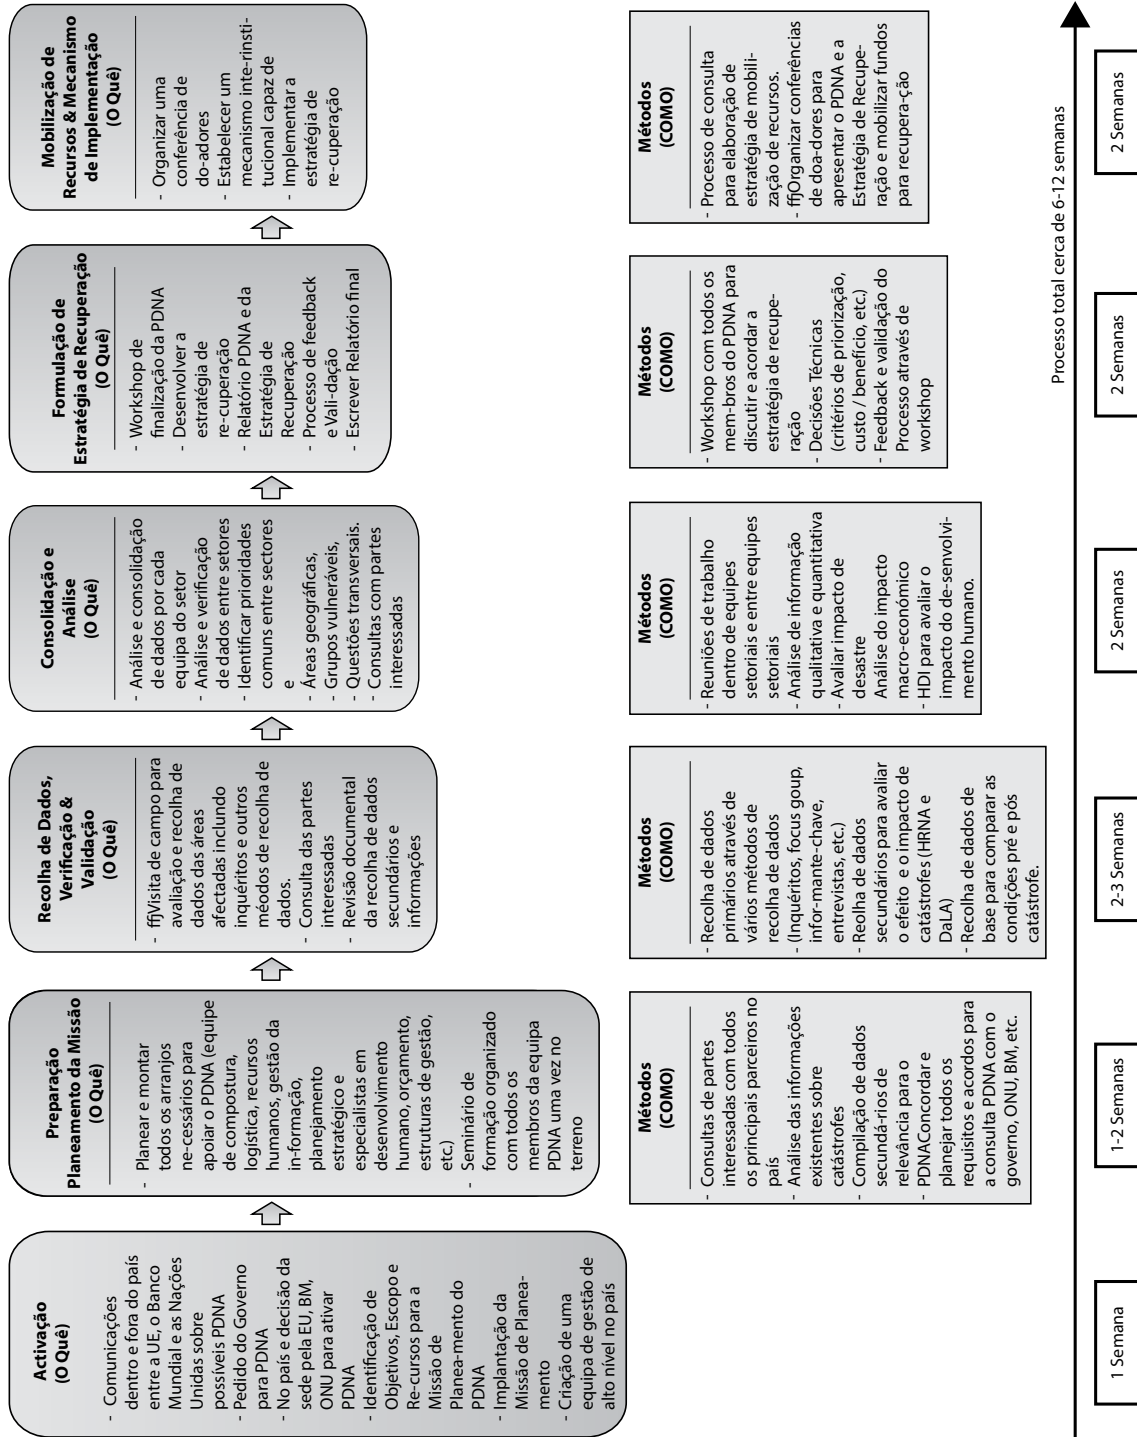 Activação
(O Quê)
- Comunicações
dentro e fora do país
entre a UE, o Banco
Mundial e as Nações
Unidas sobre
possíveis PDNA
- Pedido do Governo
para PDNA
- No país e decisão da
sede pela EU, BM,
ONU para ativar
PDNA
- Identificação de
Objetivos, Escopo e
Re-cursos para a
Missão de
Planea-mento do
PDNA
- Implantação da
Missão de Planea-
mento
- Criação de uma
equipa de gestão de
alto nível no país
Preparação
Planeamento da Missão
(O Quê)
- Planear e montar
todos os arranjos
ne-cessários para
apoiar o PDNA (equipe
de compostura,
logística, recursos
humanos, gestão da
in-formação,
planejamento
estratégico e
especialistas em
desenvolvimento
humano, orçamento,
estruturas de gestão,
etc.)
- Seminário de
formação organizado
com todos os
membros da equipa
PDNA uma vez no
terreno
Recolha de Dados,
Verificação &
Validação
(O Quê)
- ffjVisita de campo para
avaliação e recolha de
dados das áreas
afectadas inclundo
inquéritos e outros
méodos de recolha de
dados.
- Consulta das partes
interessadas
- Revisão documental
da recolha de dados
secundários e
informações
Consolidação e
Análise
(O Quê)
- Análise e consolidação
de dados por cada
equipa do setor
- Análise e verificação
de dados entre setores
- Identificar prioridades
comuns entre sectores
e
- Áreas geográficas,
- Grupos vulneráveis,
- Questões transversais.
- Consultas com partes
interessadas
Formulação de
Estratégia de Recuperação
(O Quê)
- Workshop de
finalização da PDNA
- Desenvolver a
estratégia de
re-cuperação
- Relatório PDNA e da
Estratégia de
Recuperação
- Processo de feedback
e Vali-dação
- Escrever Relatório final
Mobilização de
Recursos & Mecanismo
de Implementação
(O Quê)
- Organizar uma
conferência de
do-adores
- Estabelecer um
mecanismo inte-rinsti-
tucional capaz de
- Implementar a
estratégia de
re-cuperação
Métodos
(COMO)
- Consultas de partes
interessadas com todos
os principais parceiros no
país
- Análise das informações
existentes sobre
catástrofes
- Compilação de dados
secundá-rios de
relevância para o
- PDNAConcordar e
planejar todos os
requisitos e acordos para
a consulta PDNA com o
governo, ONU, BM, etc.
Métodos
(COMO)
- Recolha de dados
primários através de
vários métodos de
recolha de dados
- (Inquéritos, focus goup,
infor-mante-chave,
entrevistas, etc.)
- Reolha de dados
secundários para avaliar
o efeito e o impacto de
catástrofes (HRNA e
DaLA)
- Recolha de dados de
base para comparar as
condições pré e pós
catástrofe.
Métodos
(COMO)
- Reuniões de trabalho
dentro de equipes
setoriais e entre equipes
setoriais
- Análise de informação
qualitativa e quantitativa
- Avaliar impacto de
desastre
- Análise do impacto
macro-económico
- HDI para avaliar o
impacto do de-senvolvi-
mento humano.
Métodos
(COMO)
- Workshop com todos os
mem-bros do PDNA para
discutir e acordar a
estratégia de recupe-
ração
- Decisões Técnicas
(critérios de priorização,
custo / benefício, etc.)
- Feedback e validação do
Processo através de
workshop
Métodos
(COMO)
- Processo de consulta
para elaboração de
estratégia de mobili-
zação de recursos.
- ffjOrganizar conferências
de doa-dores para
apresentar o PDNA e a
Estratégia de Recupe-
ração e mobilizar fundos
para recupera-ção
Processo total cerca de 6-12 semanas
1 Semana
1-2 Semanas
2-3 Semanas
2 Semanas
2 Semanas
2 Semanas